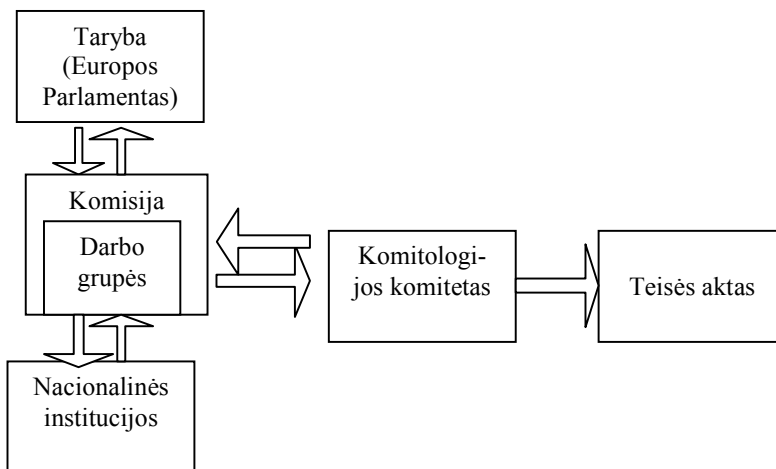 Taryba
(Europos
Parlamentas)
Komisija
Darbo
grupės
Komitologi-
jos komitetas
Teisės aktas
Nacionalinės
institucijos